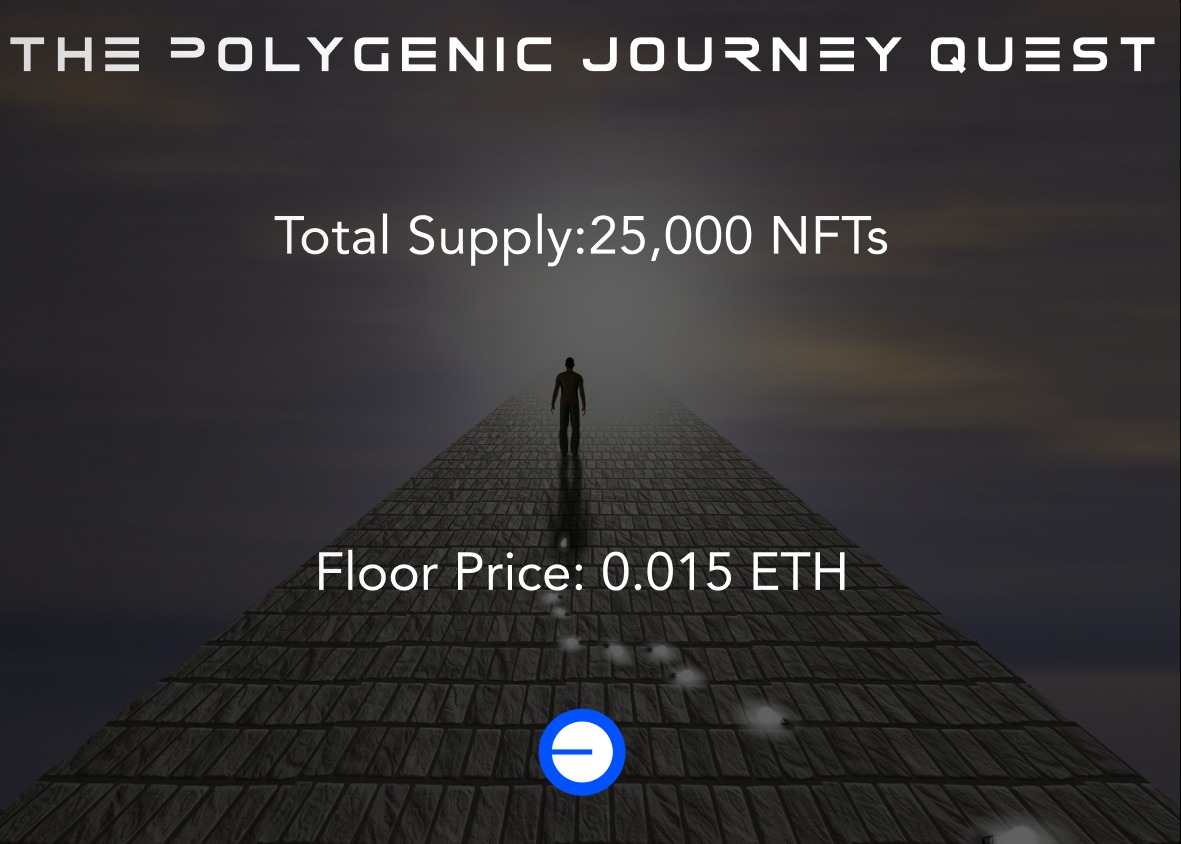 THE POLYGENIC JOURNEY QUEST
Total Supply:25,000 NFTs
Floor Price: 0.015 ETH